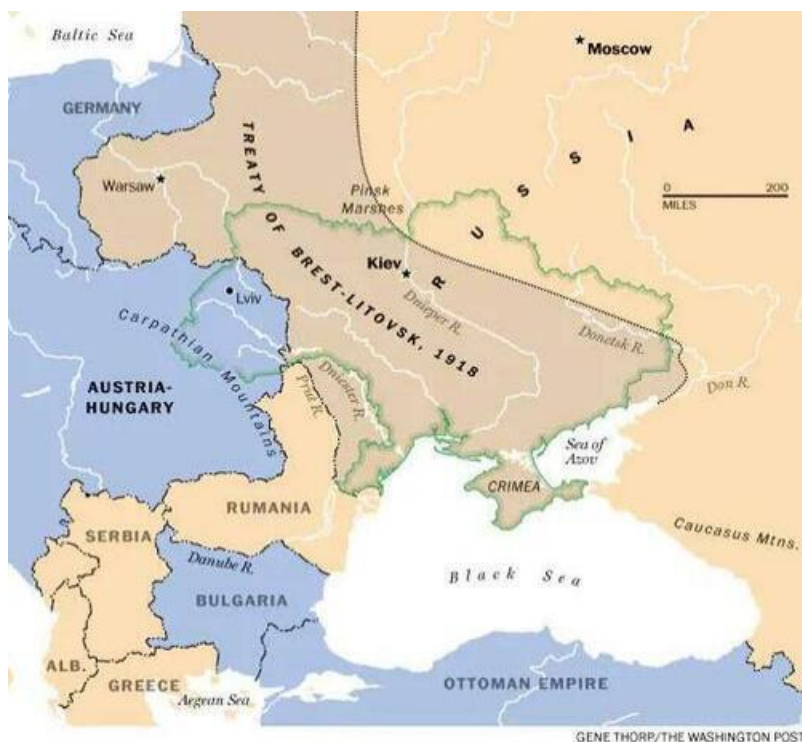 Baltic Sea
Moscow
GERMANY
RUSSIA
TREATY OF BREST-LITOVSK, 1918
Warsaw
Pinsk
Marshes
0 200
MILES
Kiev
Dnieper R.
Lviv
Carpathian Mountains
Donetsk R.
Don R.
AUSTRIA-
HUNGARY
Prut R.
Dniester R.
Sea of
Azov
CRIMEA
RUMANIA
SERBIA
Caucasus Mtns.
Danube R.
Black Sea
BULGARIA
ALB.
GREECE
Aegean Sea
OTTOMAN EMPIRE
GENE THORP/THE WASHINGTON POST